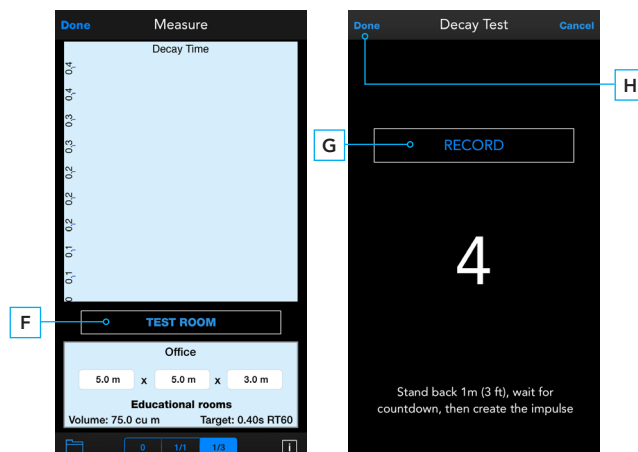 Done
Measure
Decay Time
0,4
0,4
0,3
0,3
0,2
0,2
0,2
0,1
0,1
0
F
TEST ROOM
Office
5.0 m x 5.0 m x 3.0 m
Educational rooms
Volume: 75.0 cu m Target: 0.40s RT60
0 1/1 1/3
i
Done
Decay Test
Cancel
H
G
RECORD
4
Stand back 1m (3 ft), wait for
countdown, then create the impulse